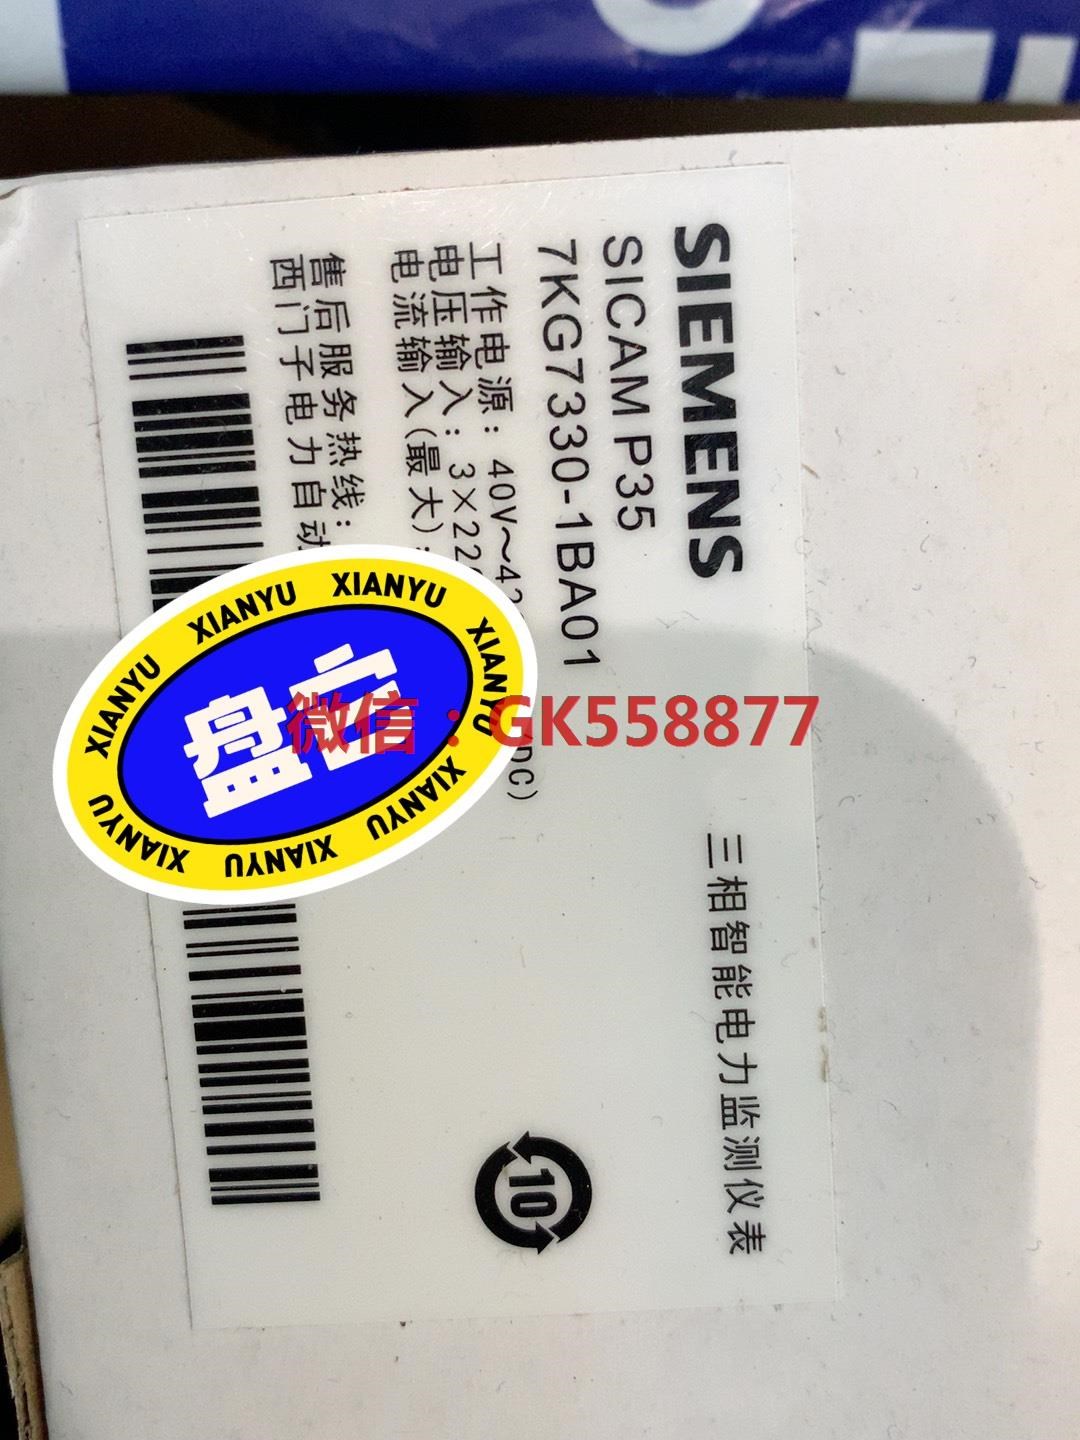 SIEMENS
SICAM P35
三相智能电力监测仪表
7KG7330-1BA01
工作电源: 40V～42
DC)
电压输入: 3×22
电流输入(最大):
售后服务热线:
西门子电力自动
10
微信：GK558877
XIANYU XIANYU XIANYU XIANYU XIANYU XIANYU XIANYU XIANYU
盘